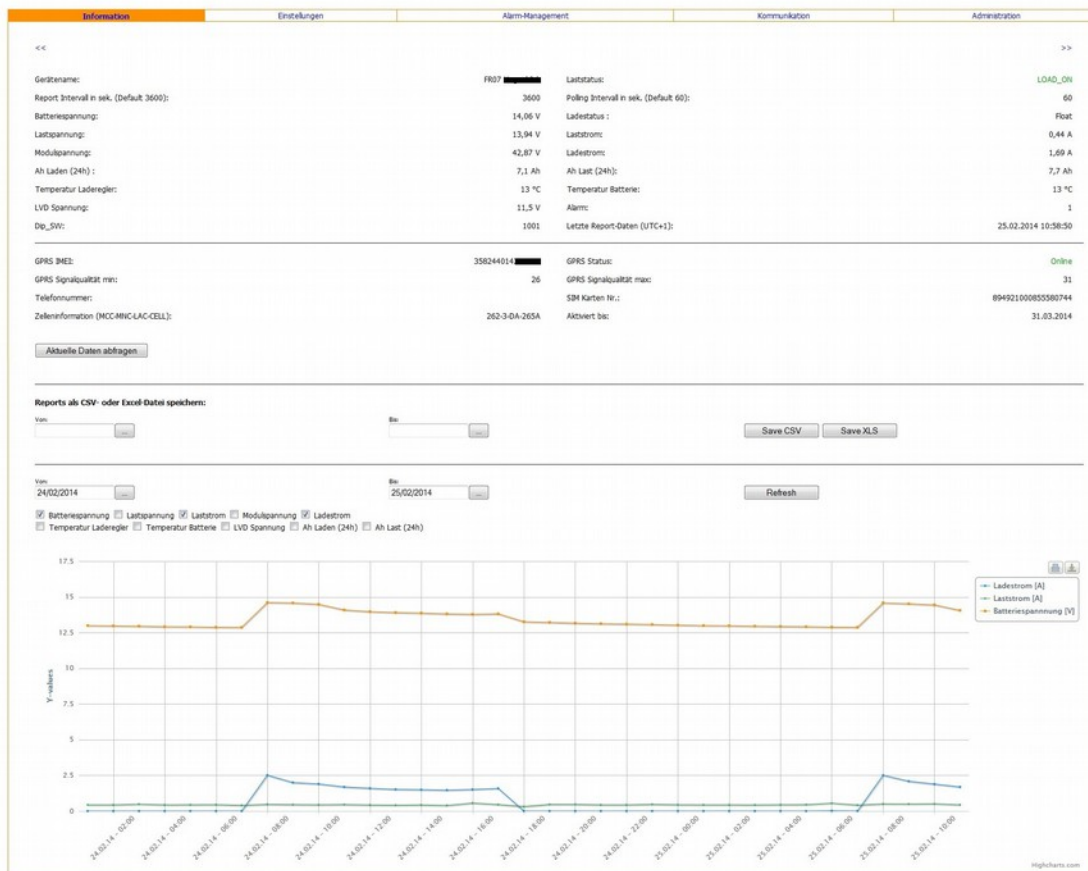 Information Einstellungen Alarm-Management Kommunikation Administration
<< >>
Gerätename: FR07 Laststatus: LOAD_ON
Report Intervall in sek. (Default 3600): 3600 Polling Intervall in sek. (Default 60): 60
Batteriespannung: 14,06 V Ladestatus : Float
Lastspannung: 13,94 V Laststrom: 0,44 A
Modulspannung: 42,87 V Ladestrom: 1,69 A
Ah Laden (24h) : 7,1 Ah Ah Last (24h): 7,7 Ah
Temperatur Laderegler: 13 °C Temperatur Batterie: 13 °C
LVD Spannung: 11,5 V Alarm: 1
Dip_SW: 1001 Letzte Report-Daten (UTC+1): 25.02.2014 10:58:50
GPRS IMEI: 358244014 GPRS Status: Online
GPRS Signalqualität min: 26 GPRS Signalqualität max: 31
Telefonnummer: SIM Karten Nr.: 894921000855580744
Zelleninformation (MCC-MNC-LAC-CELL): 262-3-DA-265A Aktiviert bis: 31.03.2014
Aktuelle Daten abfragen
Reports als CSV- oder Excel-Datei speichern:
Von: Bis:
... ... Save CSV Save XLS
Von: Bis:
24/02/2014 ... 25/02/2014 ... Refresh
Batteriespannung Lastspannung Laststrom Modulspannung Ladestrom
Temperatur Laderegler Temperatur Batterie LVD Spannung Ah Laden (24h) Ah Last (24h)
17.5
15
12.5
10
7.5
5
2.5
0
Y-values
Ladestrom [A]
Laststrom [A]
Batteriespannnung [V]
24.02.14 - 02:00 24.02.14 - 04:00 24.02.14 - 06:00 24.02.14 - 08:00 24.02.14 - 10:00 24.02.14 - 12:00 24.02.14 - 14:00 24.02.14 - 16:00 24.02.14 - 18:00 24.02.14 - 20:00 24.02.14 - 22:00 25.02.14 - 00:00 25.02.14 - 02:00 25.02.14 - 04:00 25.02.14 - 06:00 25.02.14 - 08:00 25.02.14 - 10:00
Highcharts.com